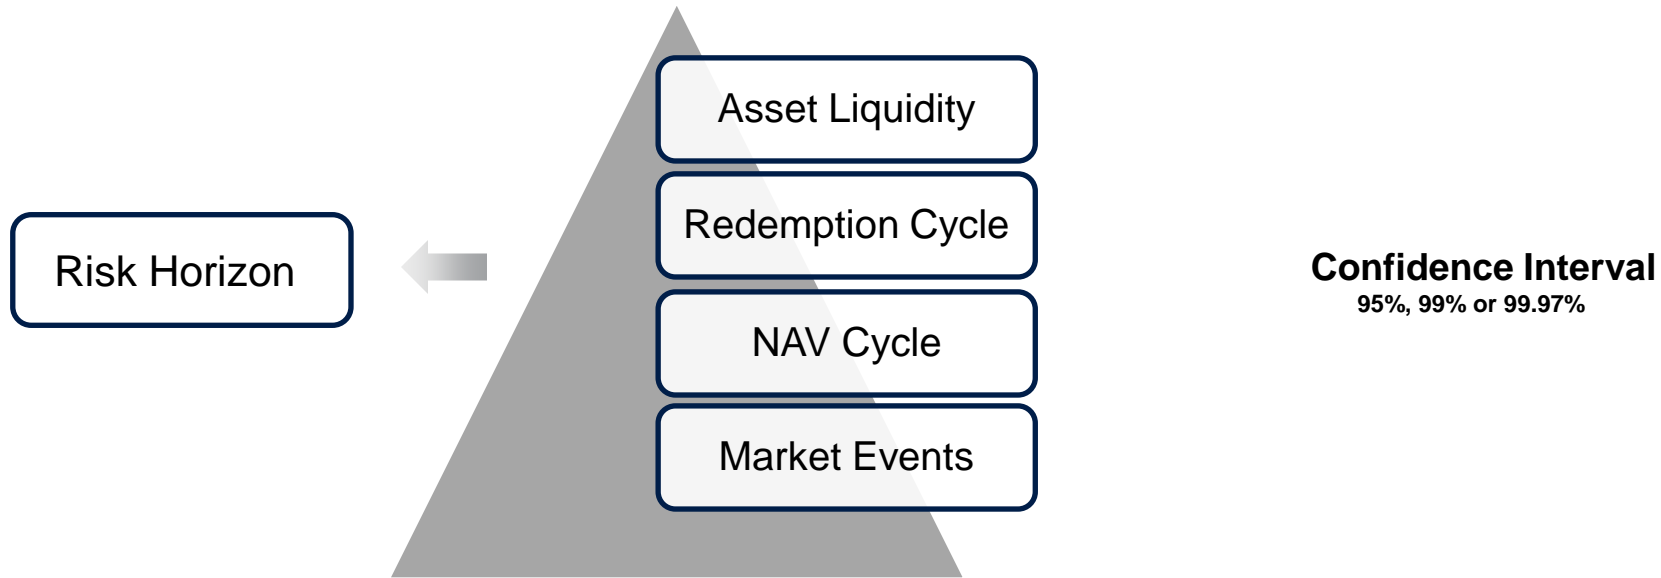 Asset Liquidity
Redemption Cycle
Risk Horizon
NAV Cycle
Market Events
Confidence Interval
95%, 99% or 99.97%